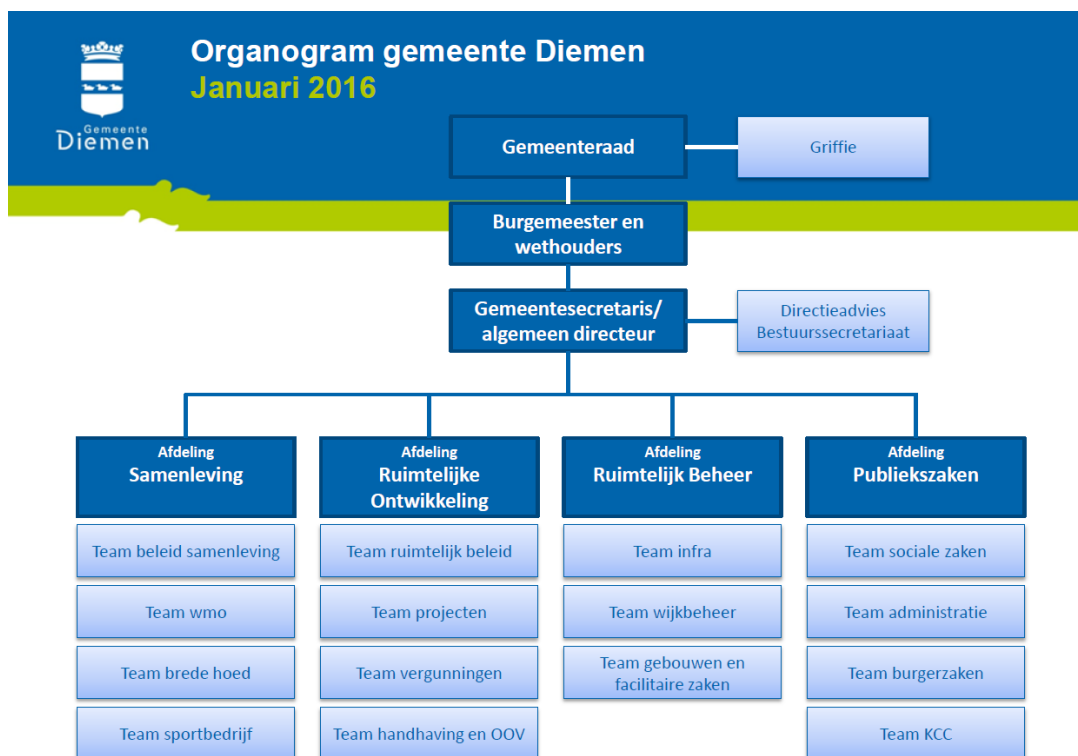 Organogram gemeente Diemen
Januari 2016
Gemeente
Diemen
Gemeenteraad
Griffie
Burgemeester en
wethouders
Gemeentesecretaris/
algemeen directeur
Directieadvies
Bestuurssecretariaat
Afdeling
Samenleving
Team beleid samenleving
Team wmo
Team brede hoed
Team sportbedrijf
Afdeling
Ruimtelijke
Ontwikkeling
Team ruimtelijk beleid
Team projecten
Team vergunningen
Team handhaving en OOV
Afdeling
Ruimtelijk Beheer
Team infra
Team wijkbeheer
Team gebouwen en
facilitaire zaken
Afdeling
Publiekszaken
Team sociale zaken
Team administratie
Team burgerzaken
Team KCC